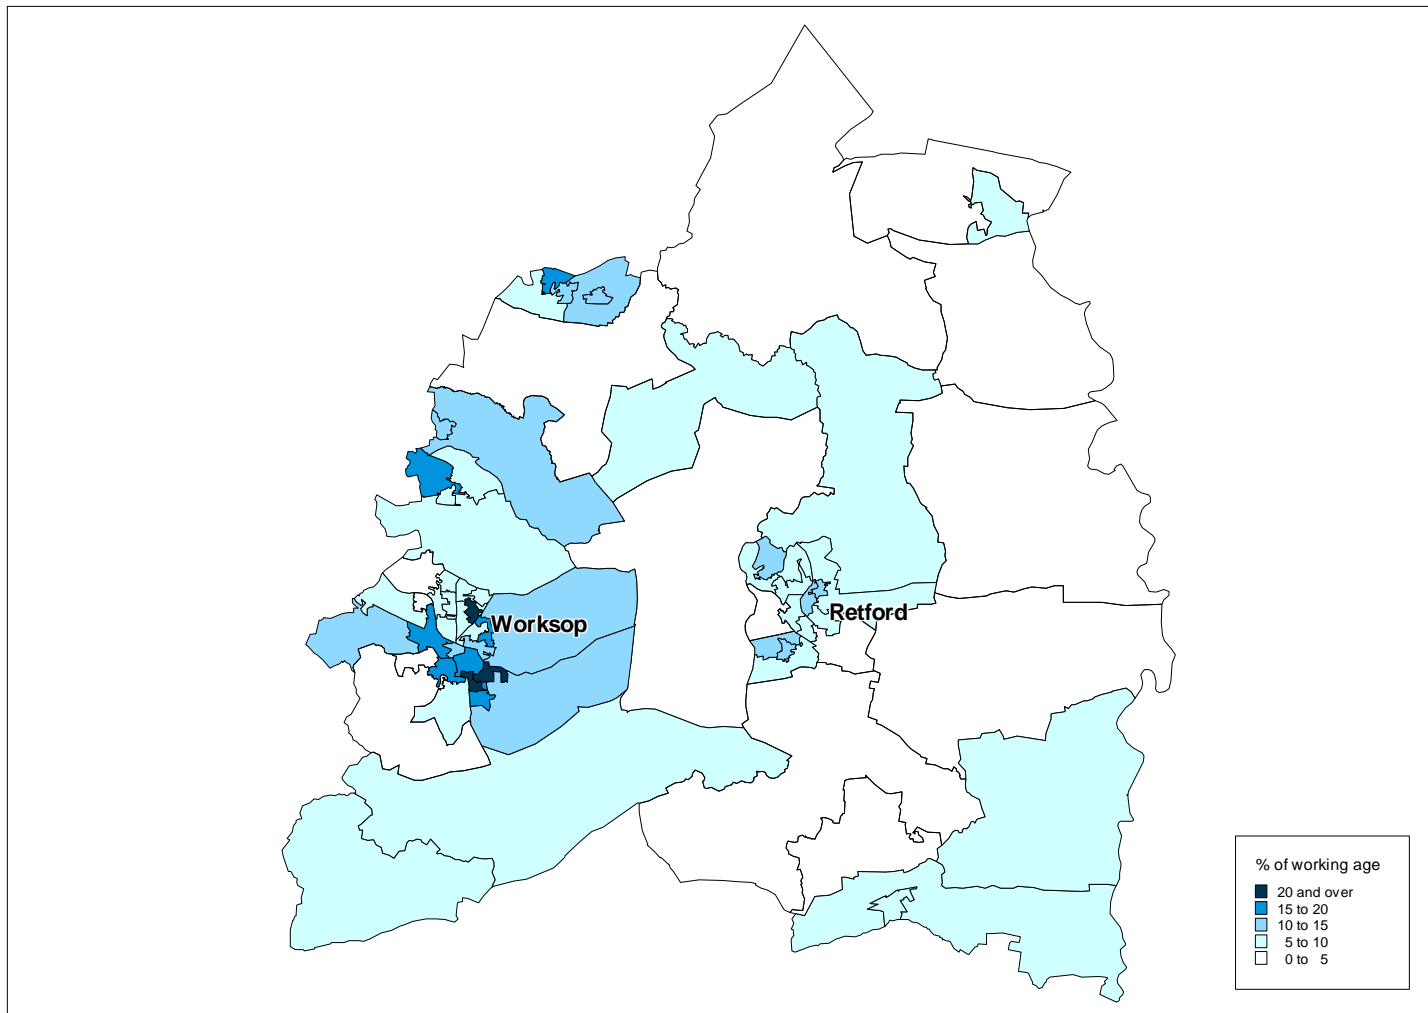 Worksop
Retford
% of working age
20 and over
15 to 20
10 to 15
5 to 10
0 to 5